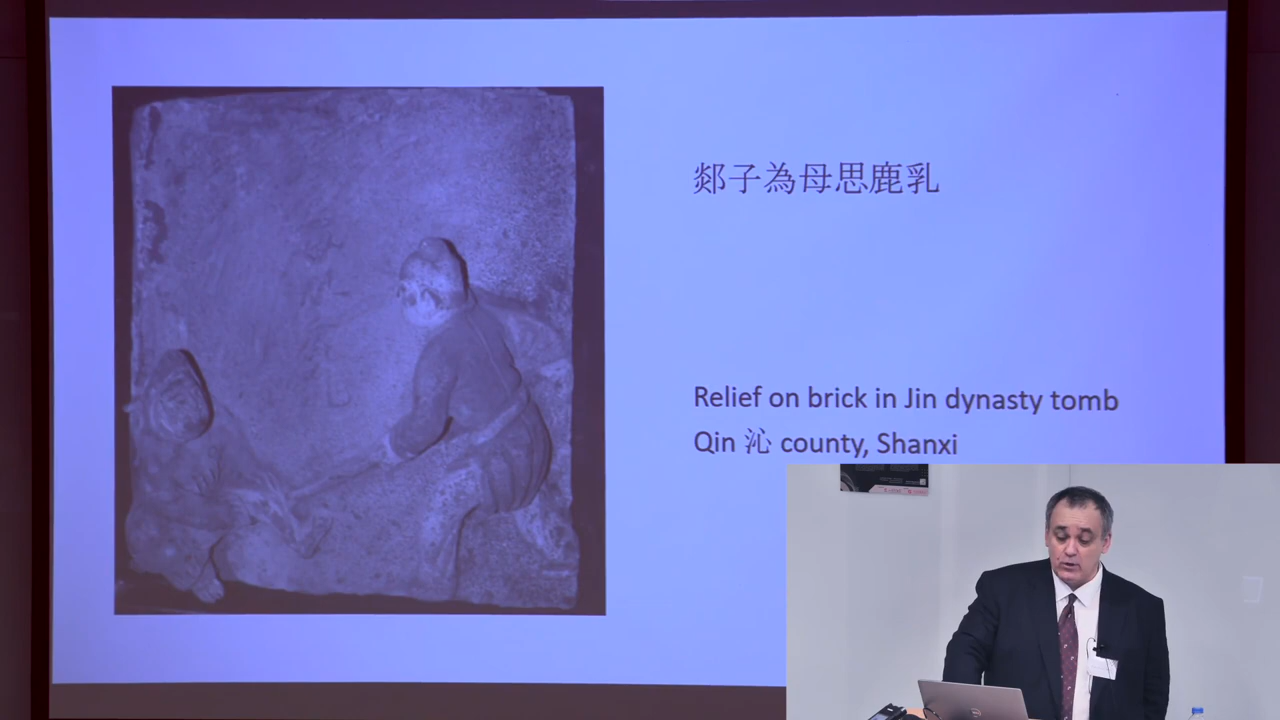 郯子為母思鹿乳
Relief on brick in Jin dynasty tomb
Qin 沁 county, Shanxi